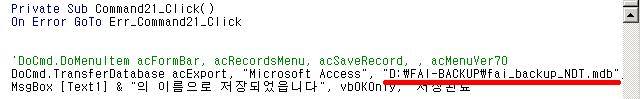 Private Sub Command21_Click()
On Error GoTo Err_Command21_Click
'DoCmd.DoMenuItem acFormBar, acRecordsMenu, acSaveRecord, , acMenuVer70
DoCmd.TransferDatabase acExport, "Microsoft Access", "D:₩FAI-BACKUP₩fai_backup_NDT.mdb"
MsgBox [Text1] & "의 이름으로 저장되었읍니다", vbOKOnly, "저장완료"